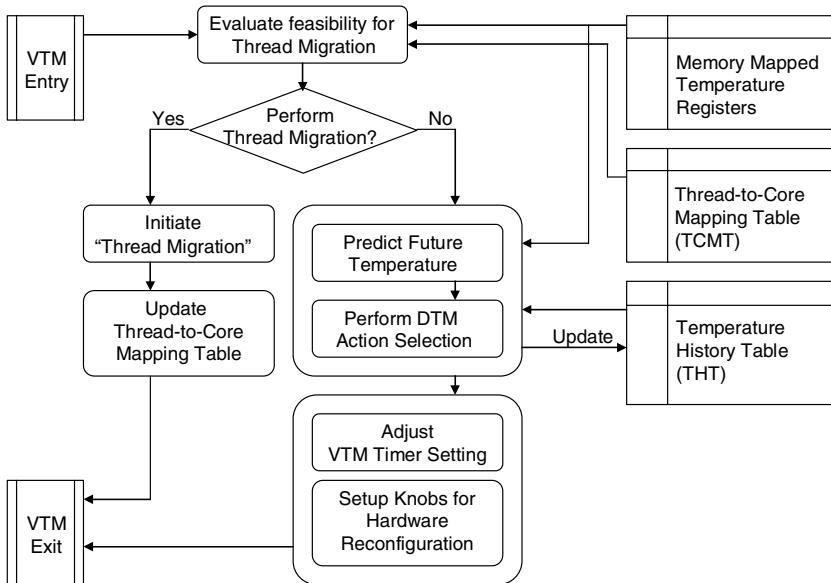 VTM
Entry
Evaluate feasibility for
Thread Migration
Memory Mapped
Temperature
Registers
Perform
Thread Migration?
Yes
No
Thread-to-Core
Mapping Table
(TCMT)
Initiate
“Thread Migration”
Predict Future
Temperature
Update
Thread-to-Core
Mapping Table
Perform DTM
Action Selection
Update
Temperature
History Table
(THT)
Adjust
VTM Timer Setting
Setup Knobs for
Hardware
Reconfiguration
VTM
Exit